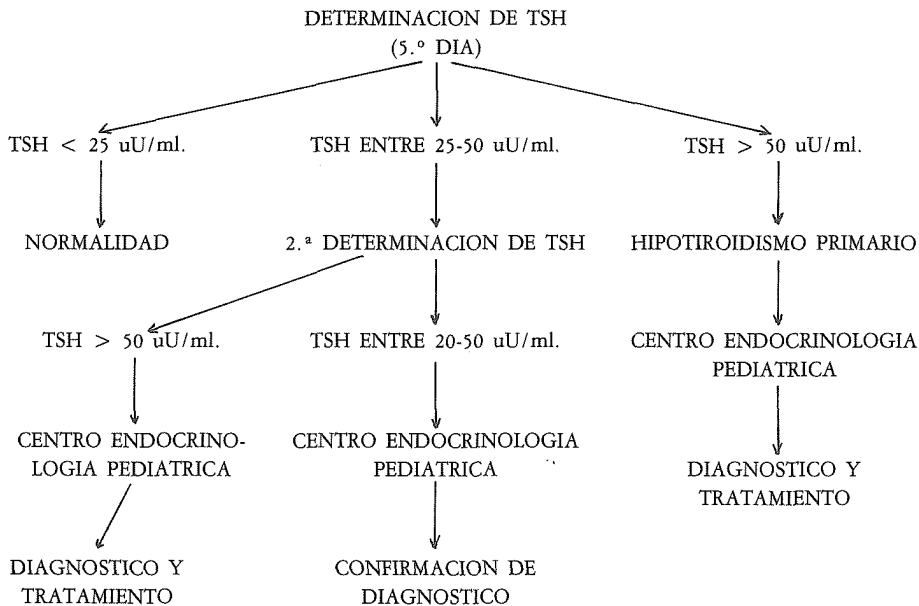 DETERMINACION DE TSH
(5.º DIA)
TSH < 25 uU/ml.
TSH ENTRE 25-50 uU/ml.
TSH > 50 uU/ml.
NORMALIDAD
2.ª DETERMINACION DE TSH
HIPOTIROIDISMO PRIMARIO
TSH > 50 uU/ml.
TSH ENTRE 20-50 uU/ml.
CENTRO ENDOCRINOLOGIA
PEDIATRICA
CENTRO ENDOCRINO-
LOGIA PEDIATRICA
CENTRO ENDOCRINOLOGIA
PEDIATRICA
DIAGNOSTICO Y
TRATAMIENTO
DIAGNOSTICO Y
TRATAMIENTO
CONFIRMACION DE
DIAGNOSTICO